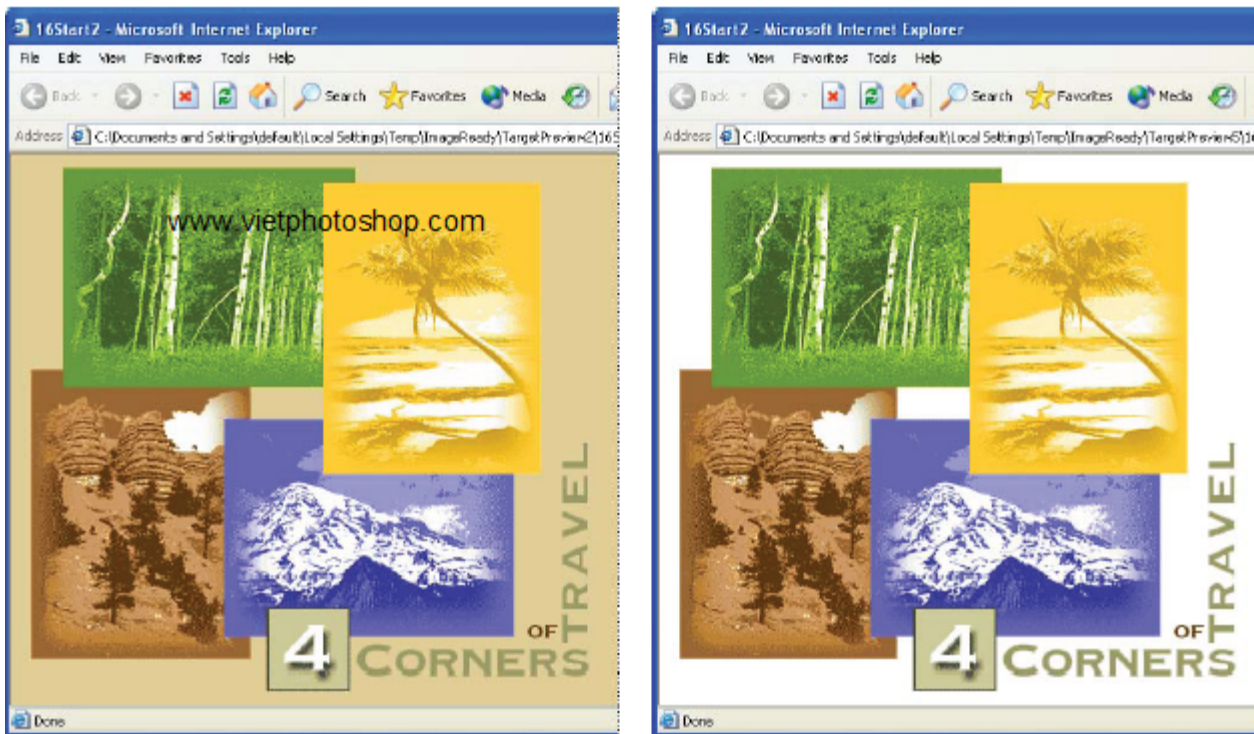 16Start2 - Microsoft Internet Explorer
File Edit View Favorites Tools Help
Back Search Favorites Media
Address C:\Documents and Settings\default\Local Settings\Temp\ImageReady\TargetPreview2\16S
www.vietphotoshop.com
4 CORNERS
OF
TRAVEL
Done
16Start2 - Microsoft Internet Explorer
File Edit View Favorites Tools Help
Back Search Favorites Media
Address C:\Documents and Settings\default\Local Settings\Temp\ImageReady\TargetPreview5\16
4 CORNERS
OF
TRAVEL
Done